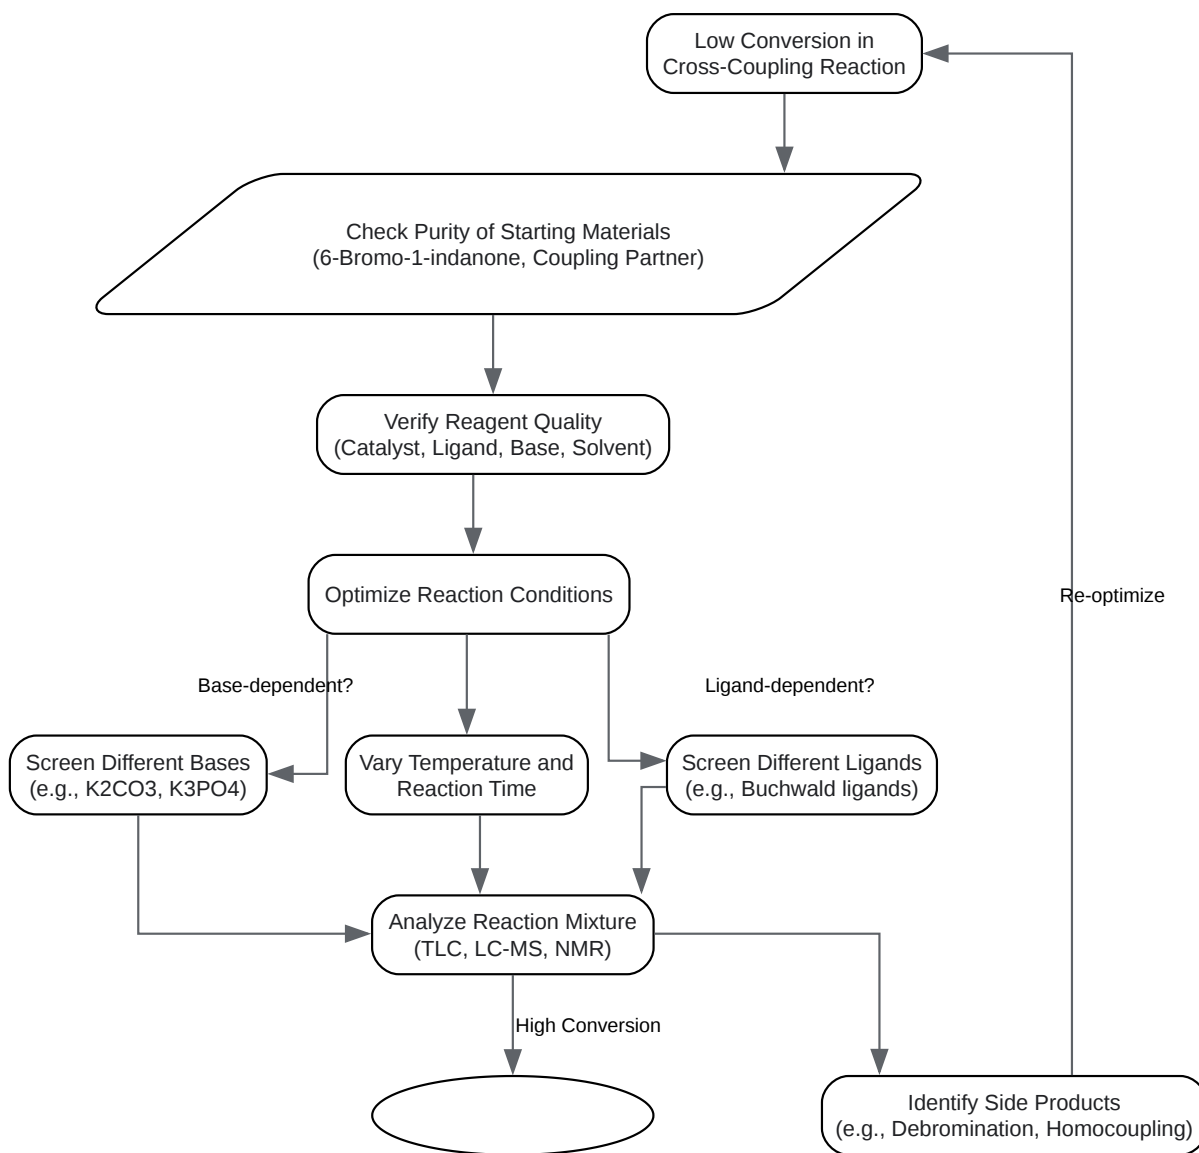 Low Conversion in
Cross-Coupling Reaction
Check Purity of Starting Materials
(6-Bromo-1-indanone, Coupling Partner)
Verify Reagent Quality
(Catalyst, Ligand, Base, Solvent)
Optimize Reaction Conditions
Re-optimize
Base-dependent?
Ligand-dependent?
Screen Different Bases
(e.g., K2CO3, K3PO4)
Vary Temperature and
Reaction Time
Screen Different Ligands
(e.g., Buchwald ligands)
Analyze Reaction Mixture
(TLC, LC-MS, NMR)
High Conversion
Identify Side Products
(e.g., Debromination, Homocoupling)